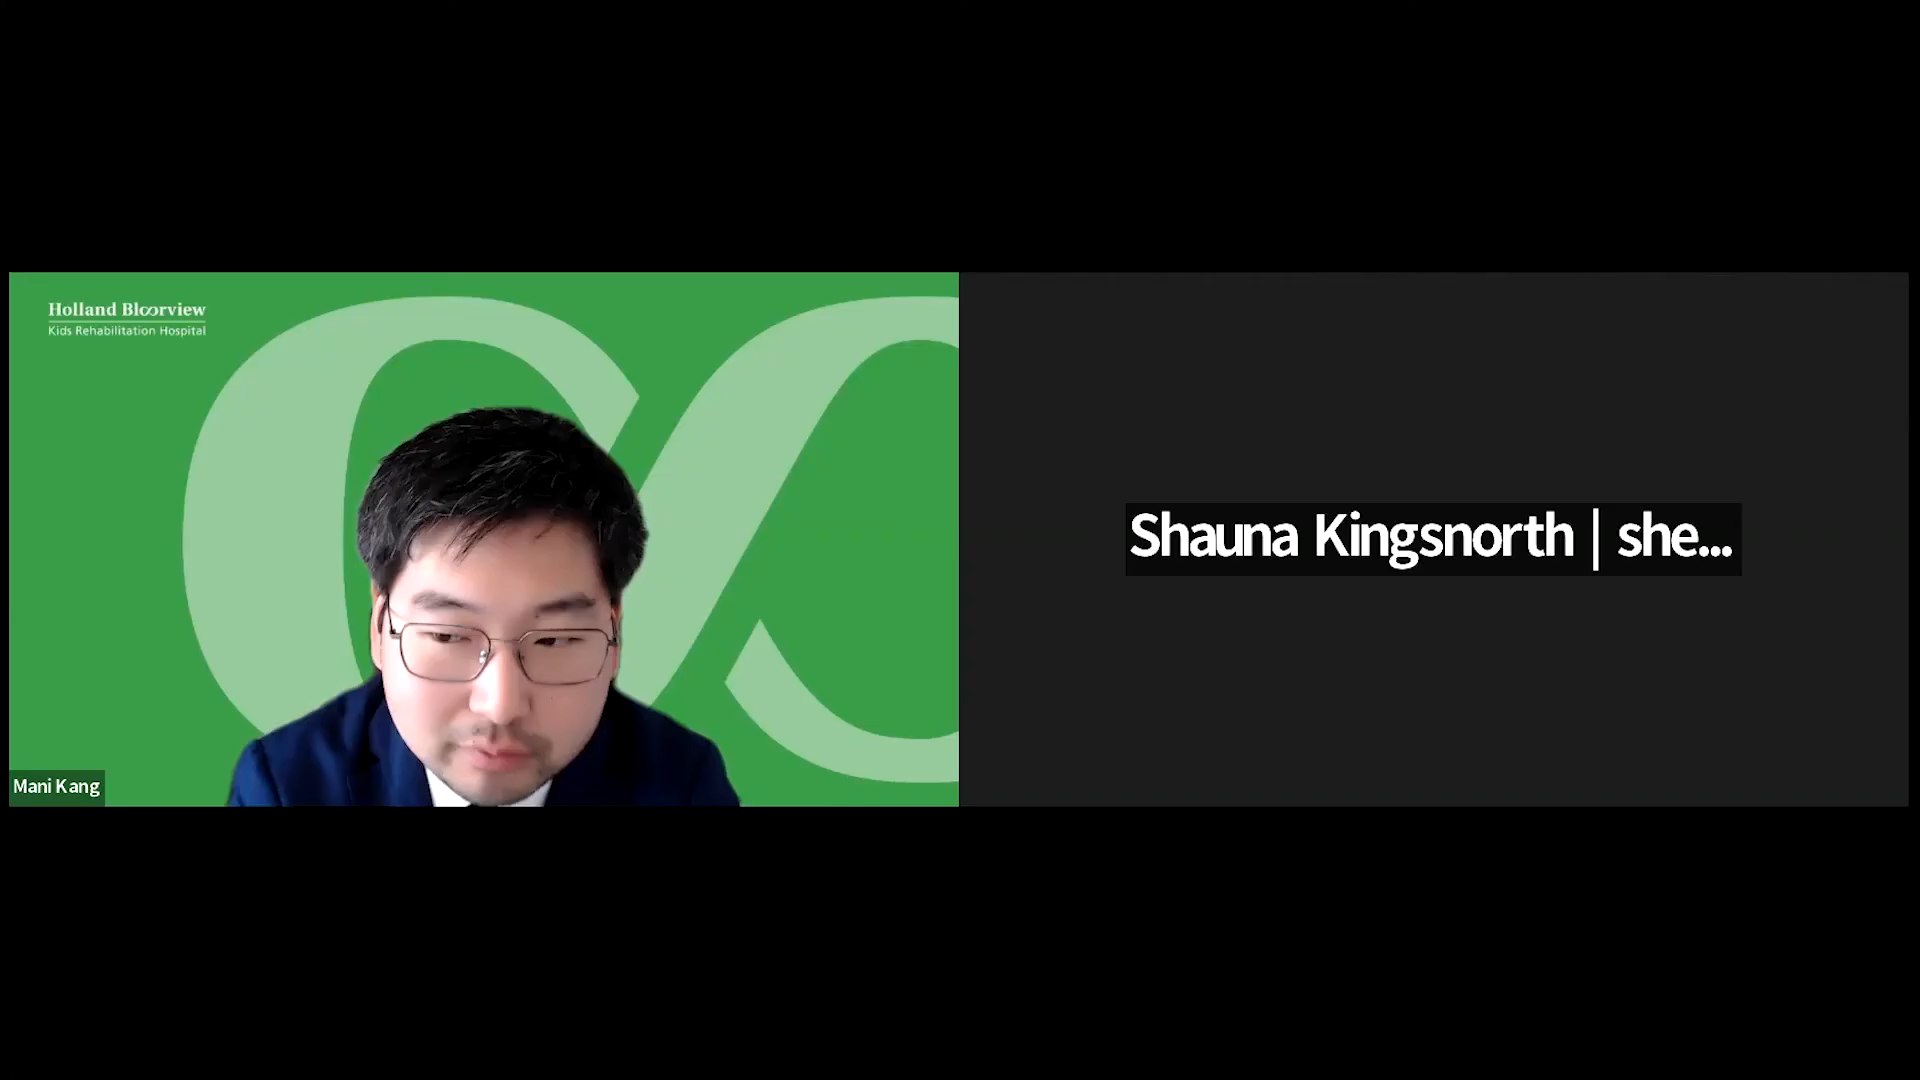 Holland Bloorview
Kids Rehabilitation Hospital
Shauna Kingsnorth | she...
Mani Kang